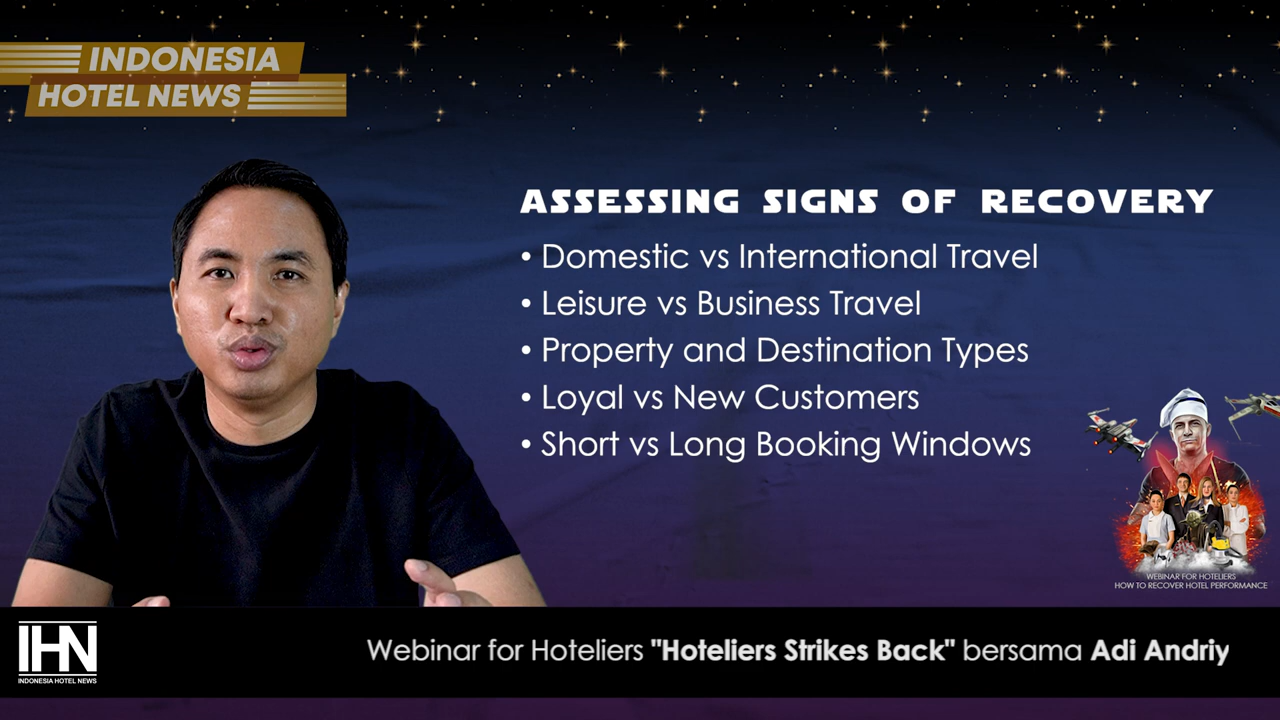 INDONESIA
HOTEL NEWS
ASSESSING SIGNS OF RECOVERY
• Domestic vs International Travel
• Leisure vs Business Travel
• Property and Destination Types
• Loyal vs New Customers
• Short vs Long Booking Windows
WEBINAR FOR HOTELIERS
HOW TO RECOVER HOTEL PERFORMANCE
IHN
INDONESIA HOTEL NEWS
Webinar for Hoteliers "Hoteliers Strikes Back" bersama Adi Andriy